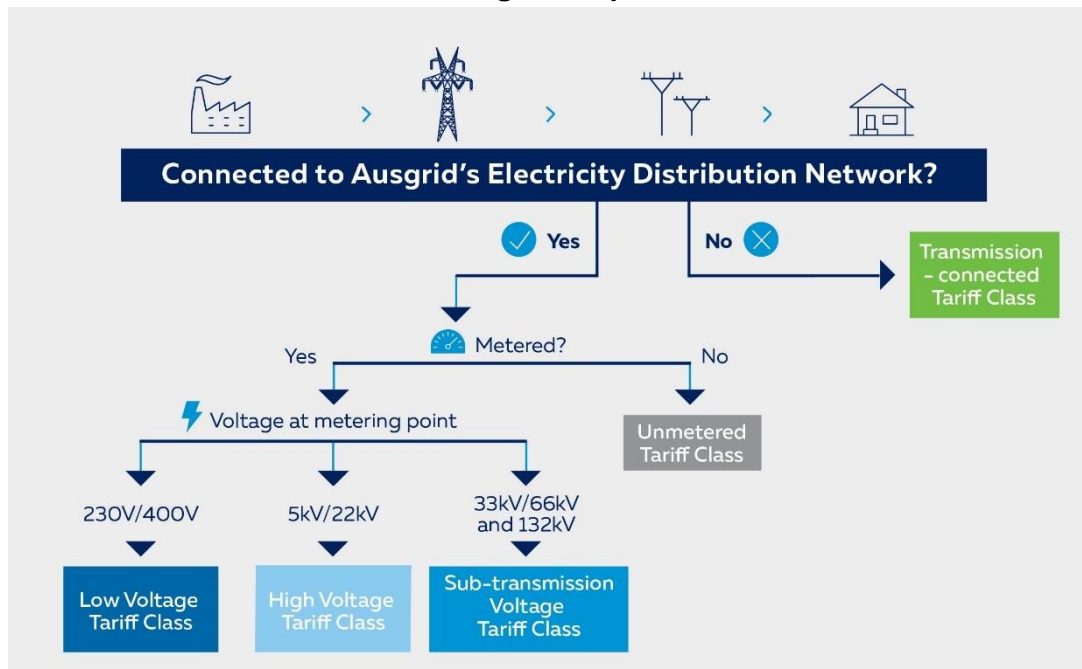 Connected to Ausgrid's Electricity Distribution Network?
Yes
No
Transmission
- connected
Tariff Class
Metered?
Yes
No
Voltage at metering point
Unmetered
Tariff Class
230V/400V
5kV/22kV
33kV/66kV
and 132kV
Low Voltage
Tariff Class
High Voltage
Tariff Class
Sub-transmission
Voltage
Tariff Class